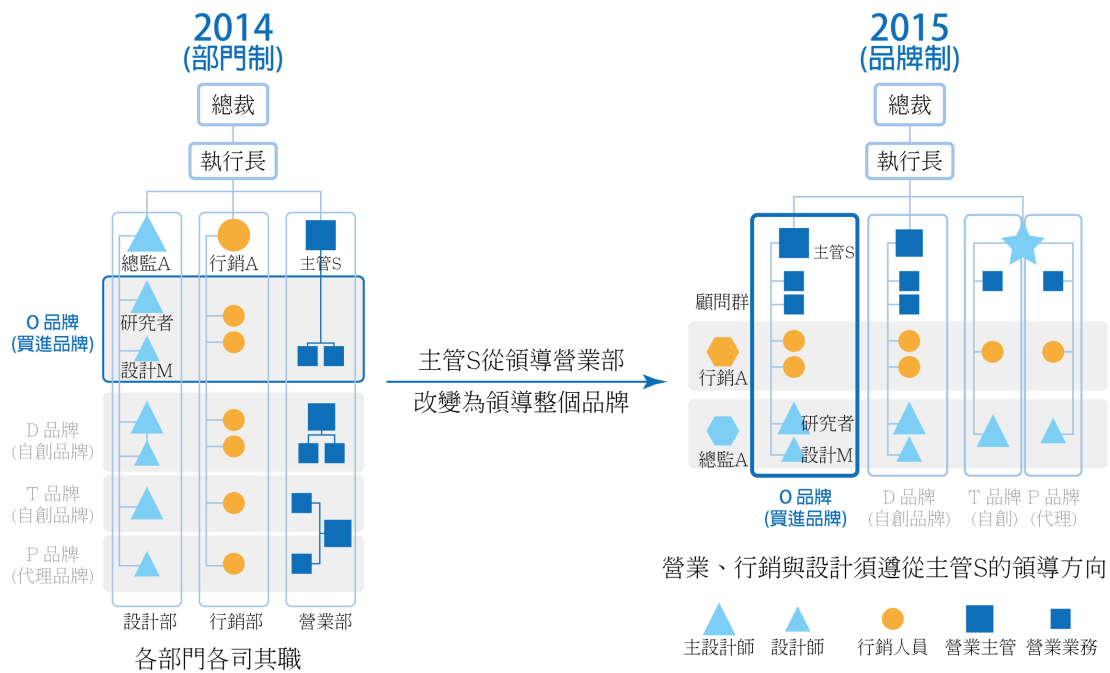 2014
(部門制)
總裁
執行長
總監A
行銷A
主管S
O 品牌
(買進品牌)
研究者
設計M
D 品牌
(自創品牌)
T 品牌
(自創品牌)
P 品牌
(代理品牌)
設計部
行銷部
營業部
各部門各司其職
主管S從領導營業部
改變為領導整個品牌
2015
(品牌制)
總裁
執行長
主管S
顧問群
行銷A
總監A
研究者
設計M
O 品牌
(買進品牌)
D 品牌
(自創品牌)
T 品牌
(自創)
P 品牌
(代理)
營業、行銷與設計須遵從主管S的領導方向
主設計師
設計師
行銷人員
營業主管
營業業務